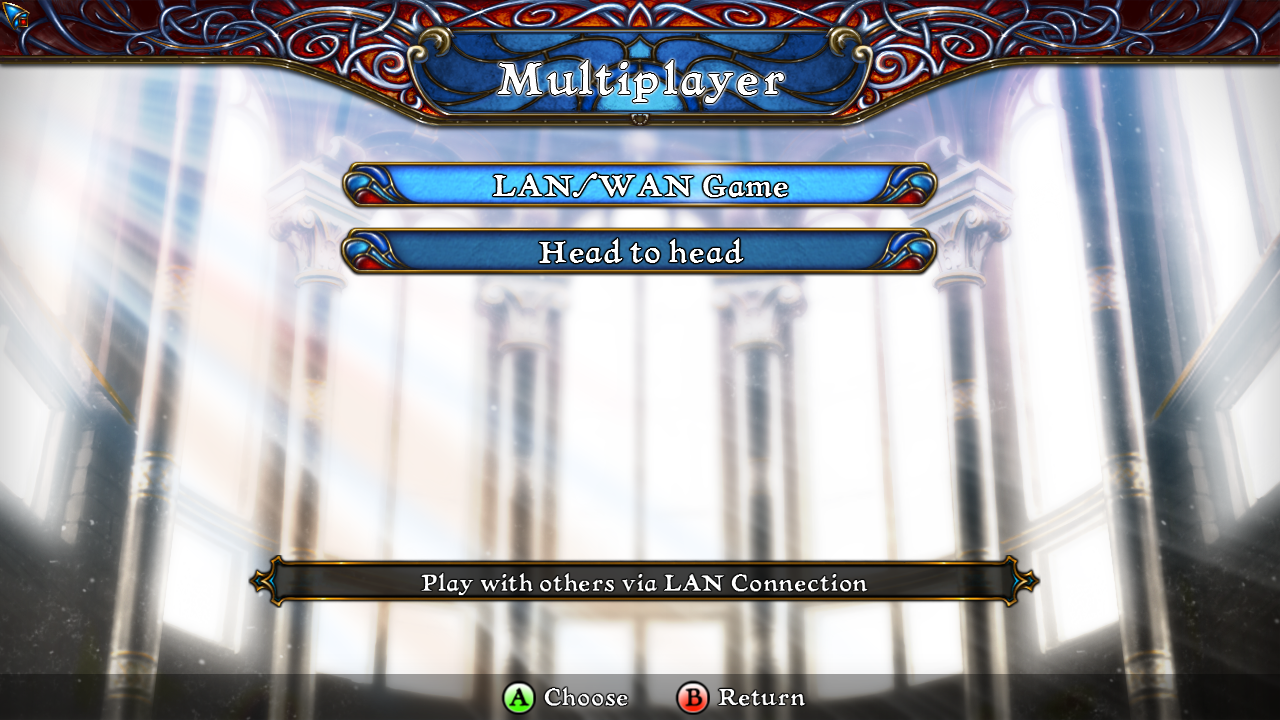 Multiplayer
LAN/WAN Game
Head to head
Play with others via LAN Connection
A Choose B Return